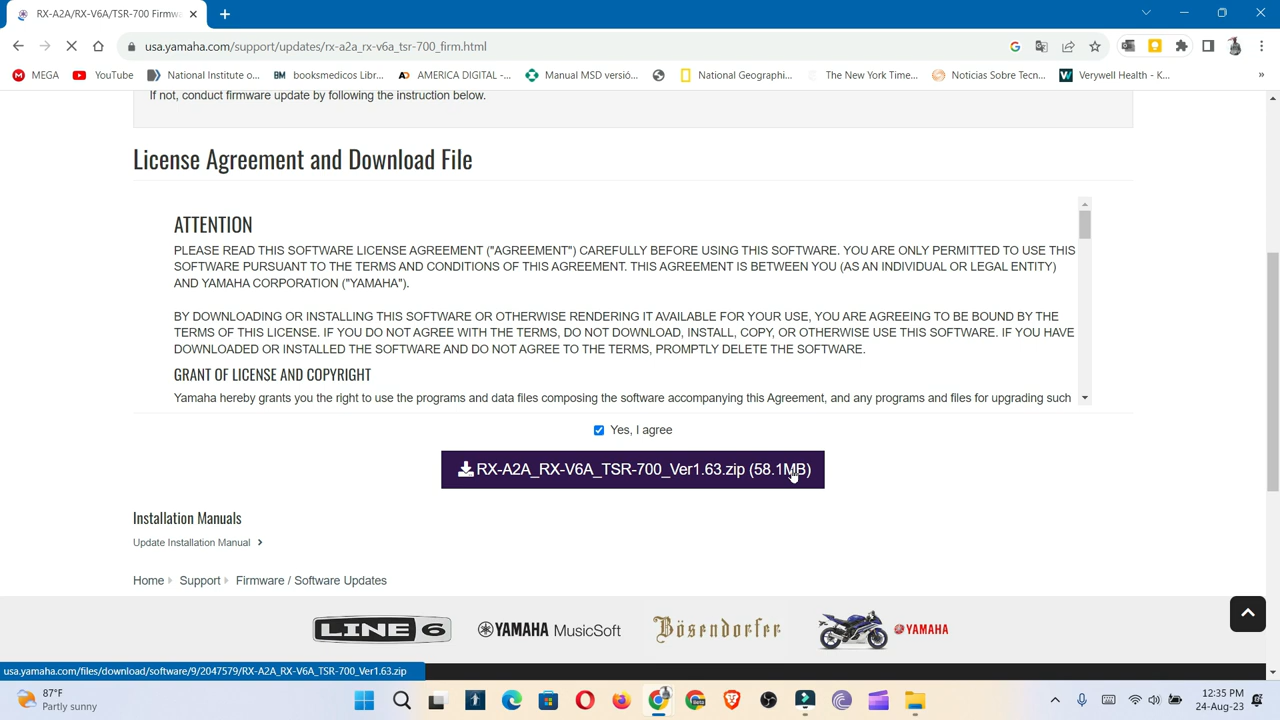 RX-A2A/RX-V6A/TSR-700 Firmw
usa.yamaha.com/support/updates/rx-a2a_rx-v6a_tsr-700_firm.html
MEGA YouTube National Institute o... BM booksmedicos Libr... AD AMERICA DIGITAL -... Manual MSD versió... National Geographi... The New York Time... Noticias Sobre Tecn... Verywell Health - K... »
If not, conduct firmware update by following the instruction below.
License Agreement and Download File
ATTENTION
PLEASE READ THIS SOFTWARE LICENSE AGREEMENT ("AGREEMENT") CAREFULLY BEFORE USING THIS SOFTWARE. YOU ARE ONLY PERMITTED TO USE THIS
SOFTWARE PURSUANT TO THE TERMS AND CONDITIONS OF THIS AGREEMENT. THIS AGREEMENT IS BETWEEN YOU (AS AN INDIVIDUAL OR LEGAL ENTITY)
AND YAMAHA CORPORATION ("YAMAHA").
BY DOWNLOADING OR INSTALLING THIS SOFTWARE OR OTHERWISE RENDERING IT AVAILABLE FOR YOUR USE, YOU ARE AGREEING TO BE BOUND BY THE
TERMS OF THIS LICENSE. IF YOU DO NOT AGREE WITH THE TERMS, DO NOT DOWNLOAD, INSTALL, COPY, OR OTHERWISE USE THIS SOFTWARE. IF YOU HAVE
DOWNLOADED OR INSTALLED THE SOFTWARE AND DO NOT AGREE TO THE TERMS, PROMPTLY DELETE THE SOFTWARE.
GRANT OF LICENSE AND COPYRIGHT
Yamaha hereby grants you the right to use the programs and data files composing the software accompanying this Agreement, and any programs and files for upgrading such
Yes, I agree
RX-A2A_RX-V6A_TSR-700_Ver1.63.zip (58.1MB)
Installation Manuals
Update Installation Manual
Home Support Firmware / Software Updates
LINE 6 YAMAHA MusicSoft Bösendorfer YAMAHA
usa.yamaha.com/files/download/software/9/2047579/RX-A2A_RX-V6A_TSR-700_Ver1.63.zip
87°F
Partly sunny
12:35 PM
24-Aug-23